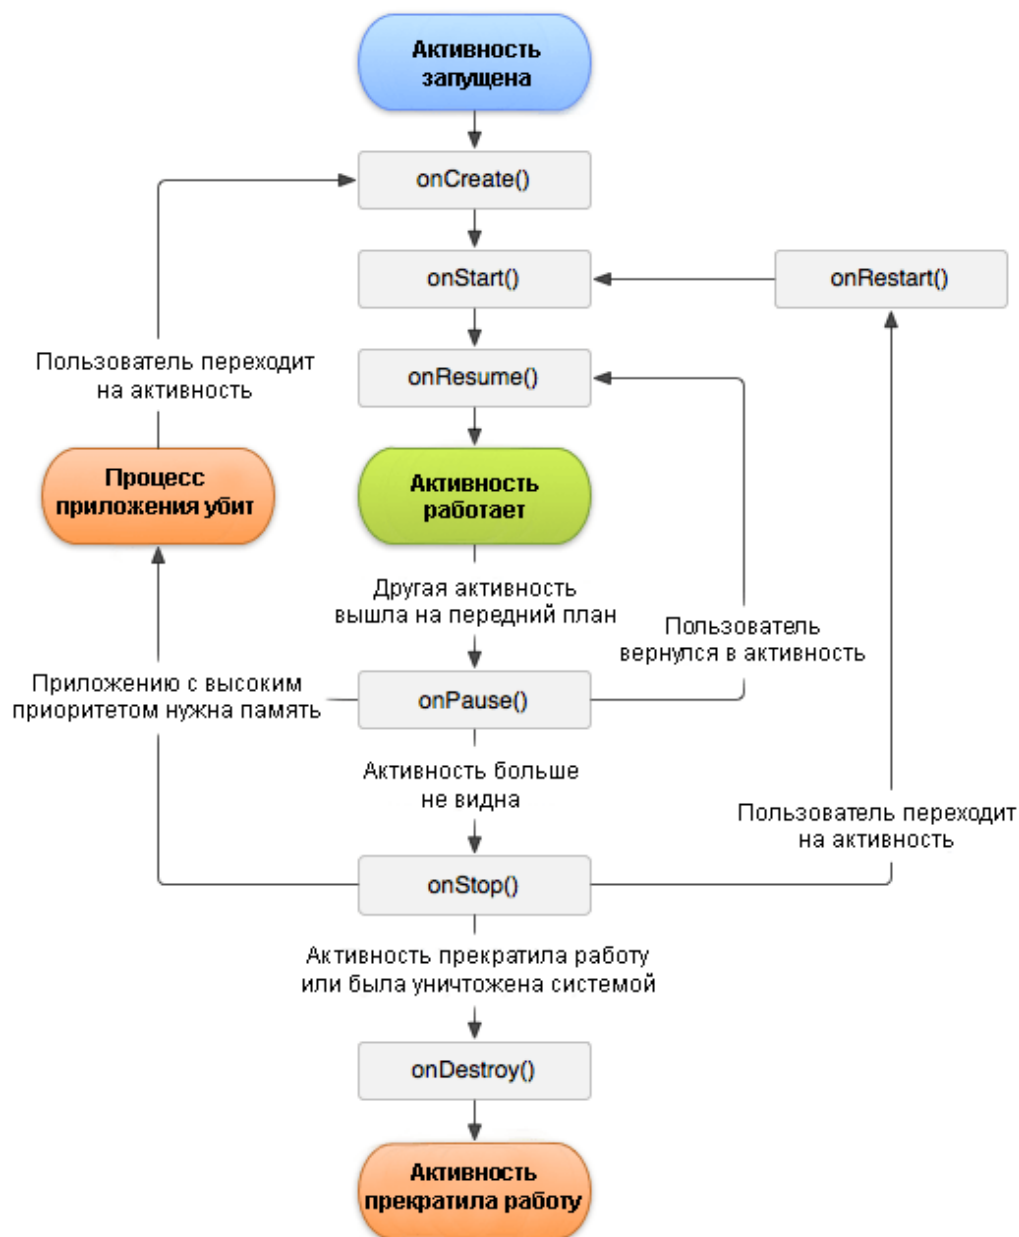 Активность
запущена
onCreate()
onStart()
onRestart()
Пользователь переходит
на активность
onResume()
Процесс
приложения убит
Активность
работает
Другая активность
вышла на передний план
Пользователь
вернулся в активность
Приложению с высоким
приоритетом нужна память
onPause()
Активность больше
не видна
Пользователь переходит
на активность
onStop()
Активность прекратила работу
или была уничтожена системой
onDestroy()
Активность
прекратила работу